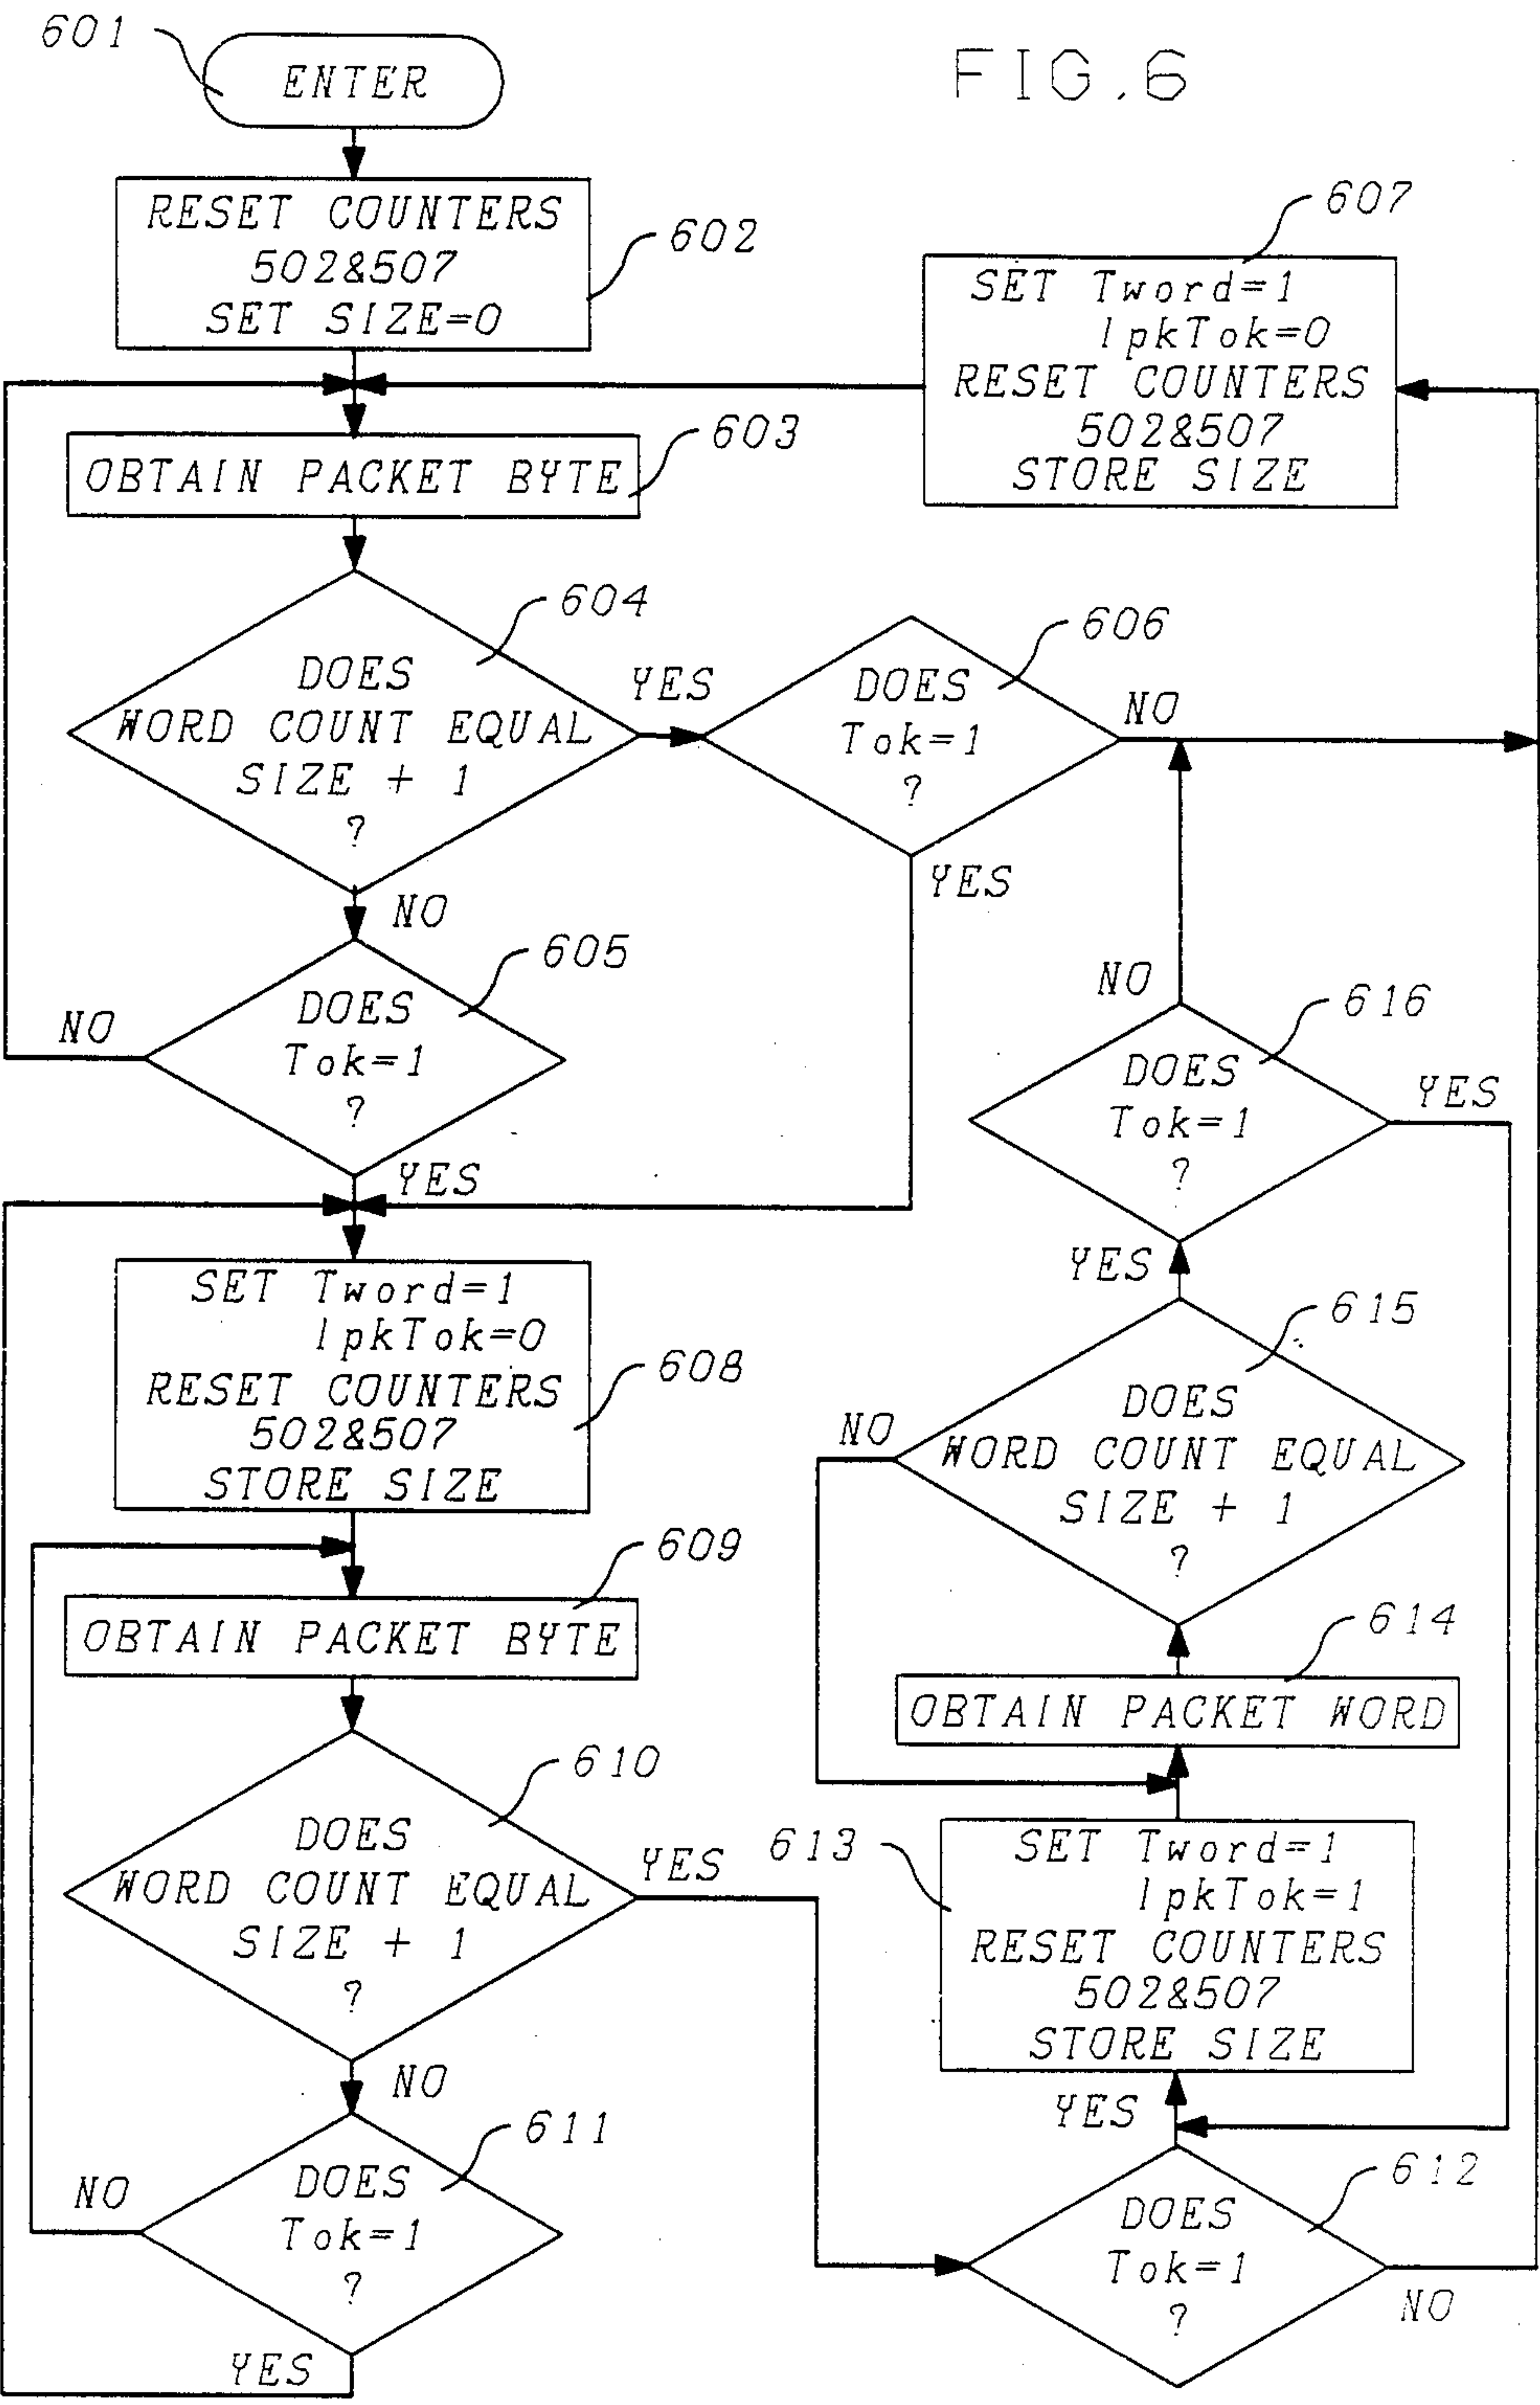 FIG.6
601
ENTER
RESET COUNTERS
502&507
SET SIZE=0
602
607
SET Tword=1
lpkTok=0
RESET COUNTERS
502&507
STORE SIZE
OBTAIN PACKET BYTE
603
604
DOES
WORD COUNT EQUAL
SIZE + 1
?
YES
NO
606
DOES
Tok=1
?
NO
YES
605
DOES
Tok=1
?
NO
YES
616
DOES
Tok=1
?
NO
YES
SET Tword=1
lpkTok=0
RESET COUNTERS
502&507
STORE SIZE
608
YES
615
DOES
WORD COUNT EQUAL
SIZE + 1
?
NO
609
OBTAIN PACKET BYTE
614
OBTAIN PACKET WORD
610
DOES
WORD COUNT EQUAL
SIZE + 1
?
YES
NO
613
SET Tword=1
lpkTok=1
RESET COUNTERS
502&507
STORE SIZE
YES
611
DOES
Tok=1
?
NO
YES
612
DOES
Tok=1
?
NO